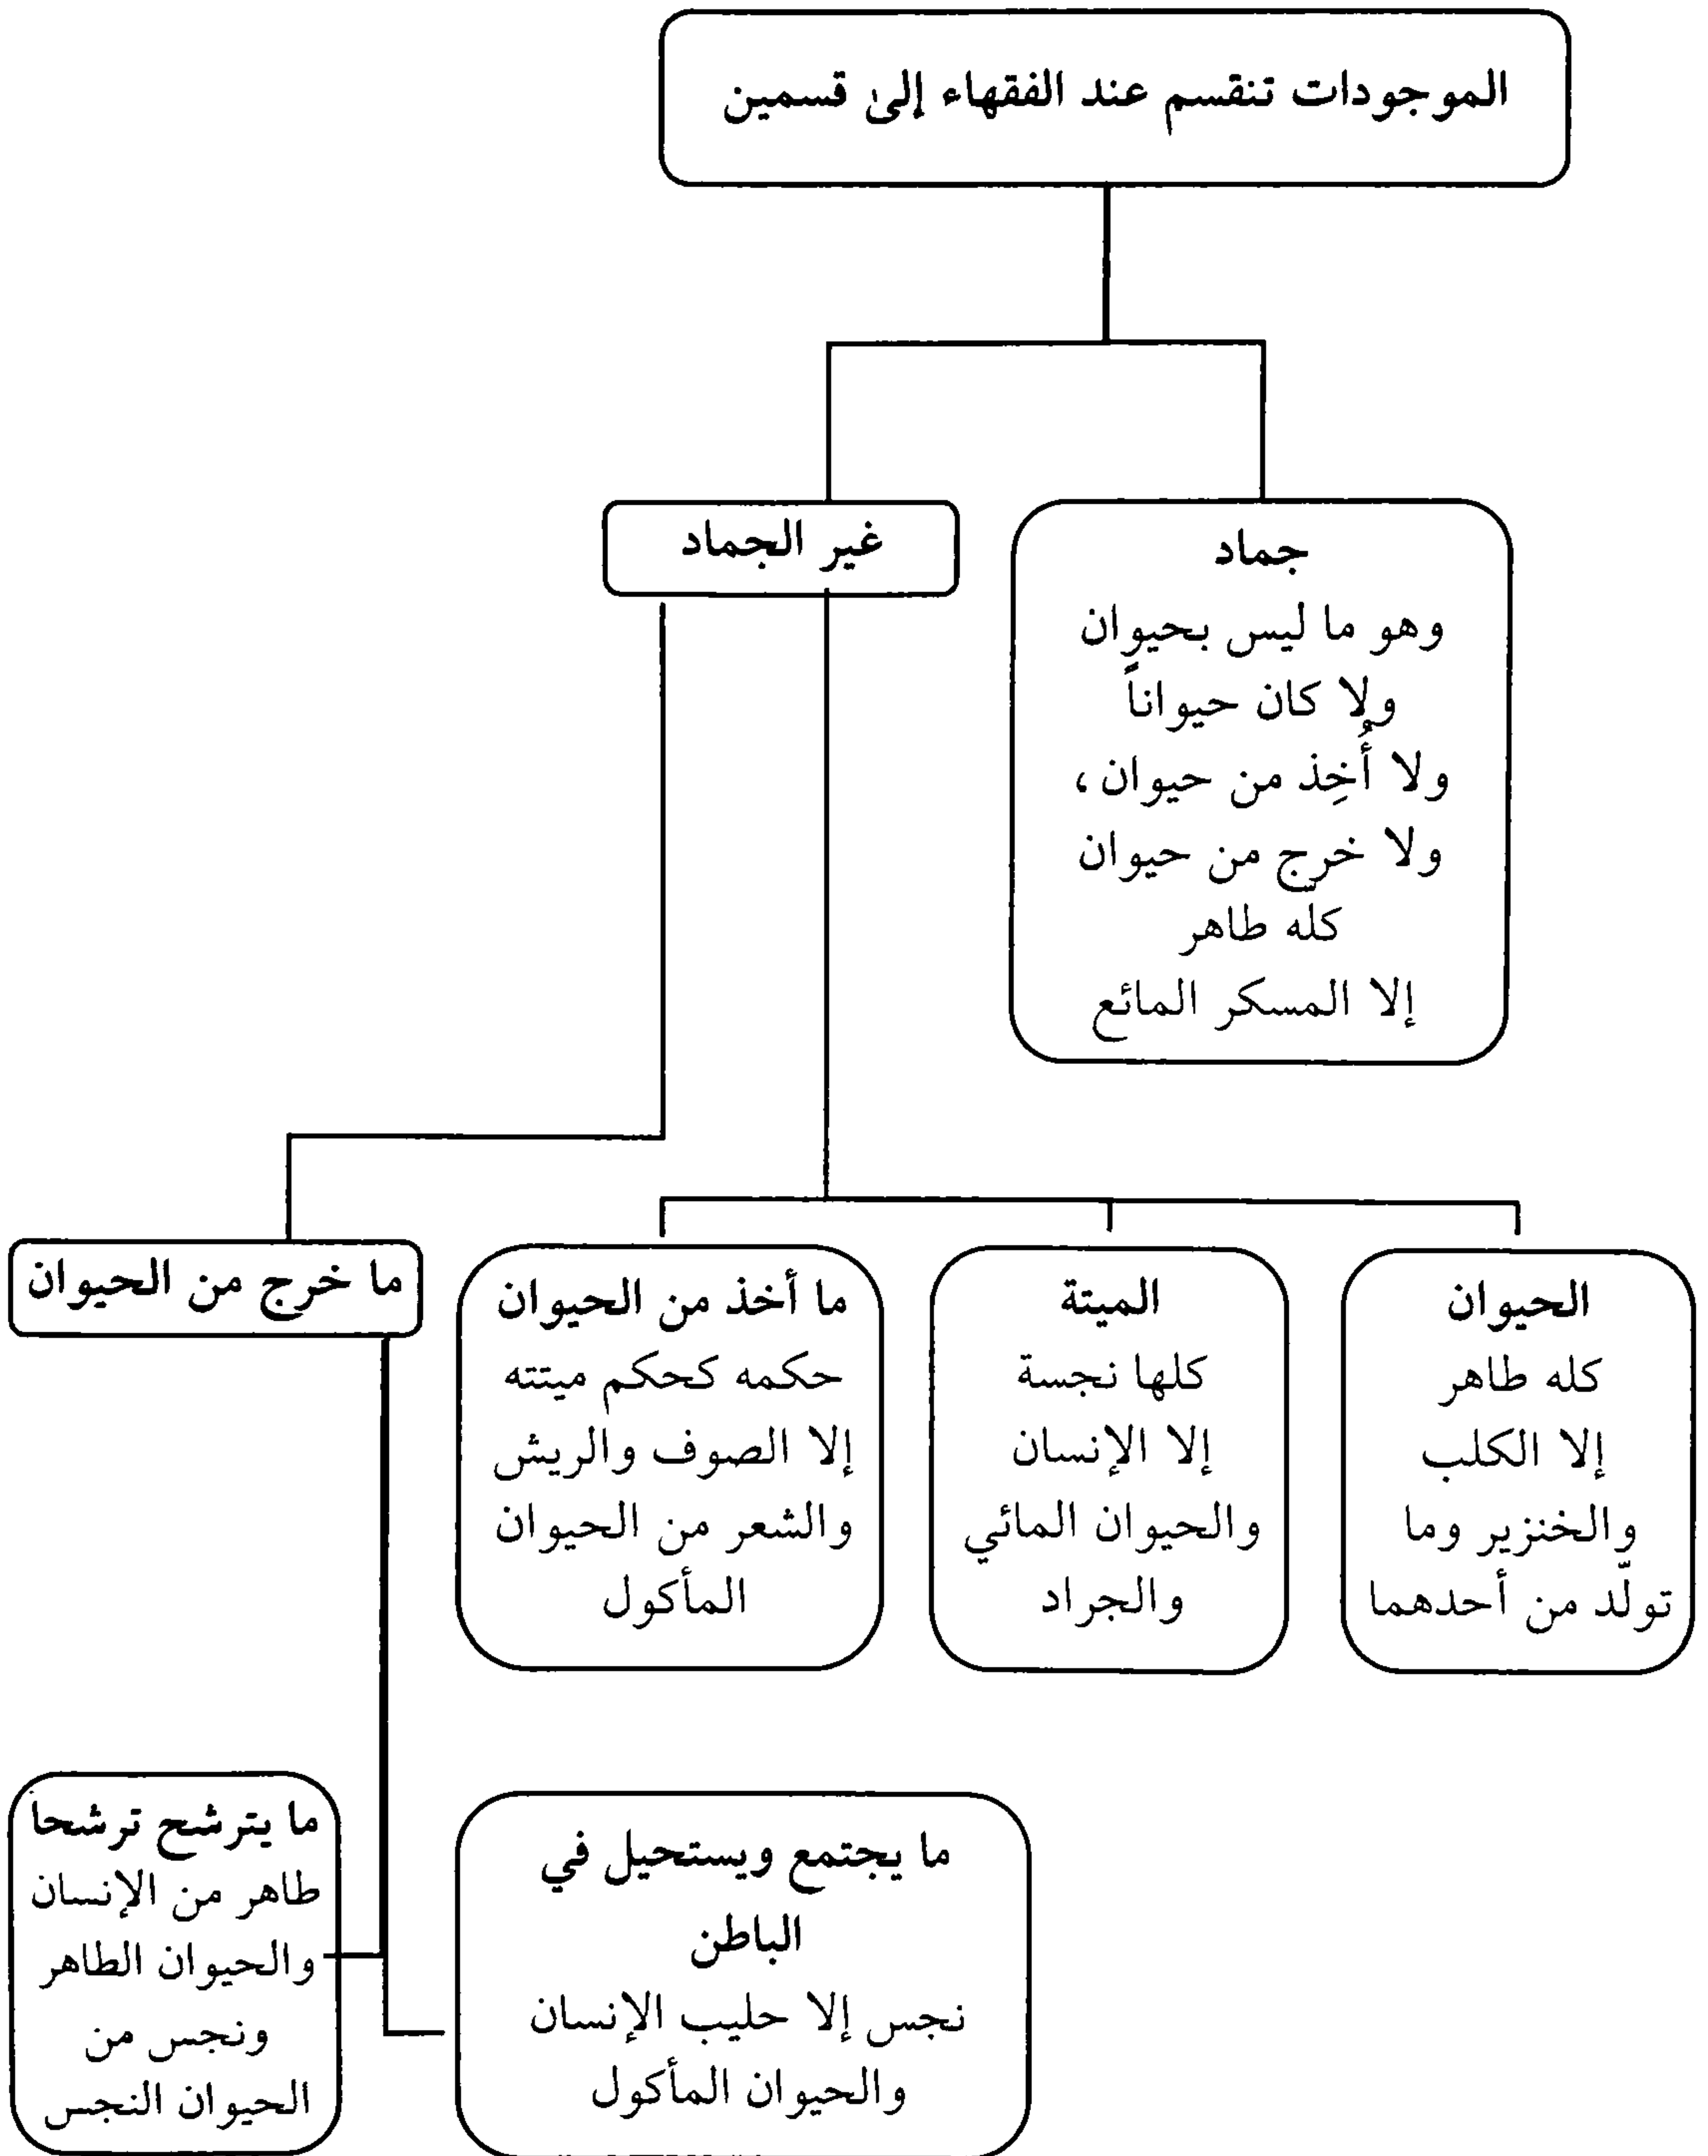 الموجودات تنقسم عند الفقهاء إلىٰ قسمين
جماد
وهو ما ليس بحيوان
ولا كان حيواناً
ولا أُخِذ من حيوان ،
ولا خرج من حيوان
كله طاهر
إلا المسكر المائع
غير الجماد
الحيوان
كله طاهر
إلا الكلب
والخنزير وما
تولّد من أحدهما
الميتة
كلها نجسة
إلا الإنسان
والحيوان المائي
والجراد
ما أخذ من الحيوان
حكمه كحكم ميتته
إلا الصوف والريش
والشعر من الحيوان
المأكول
ما خرج من الحيوان
ما يجتمع ويستحيل في
الباطن
نجس إلا حليب الإنسان
والحيوان المأكول
ما يترشح ترشحاً
طاهر من الإنسان
والحيوان الطاهر
ونجس من
الحيوان النجس